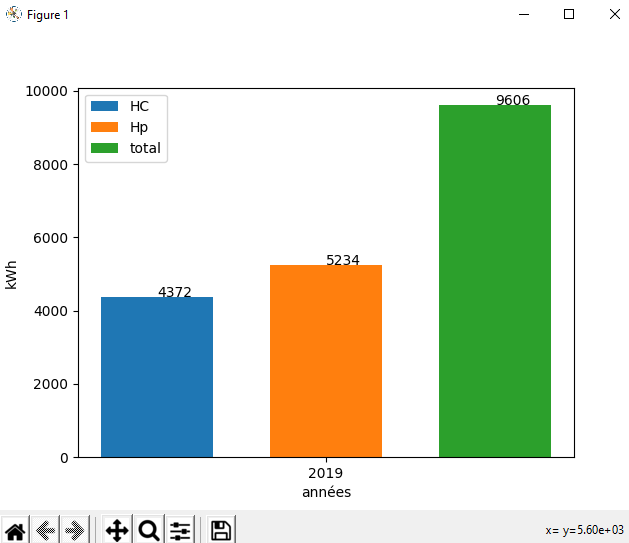 Figure 1
10000
8000
6000
4000
2000
0
kWh
HC
Hp
total
4372
5234
9606
2019
années
x= y=5.60e+03